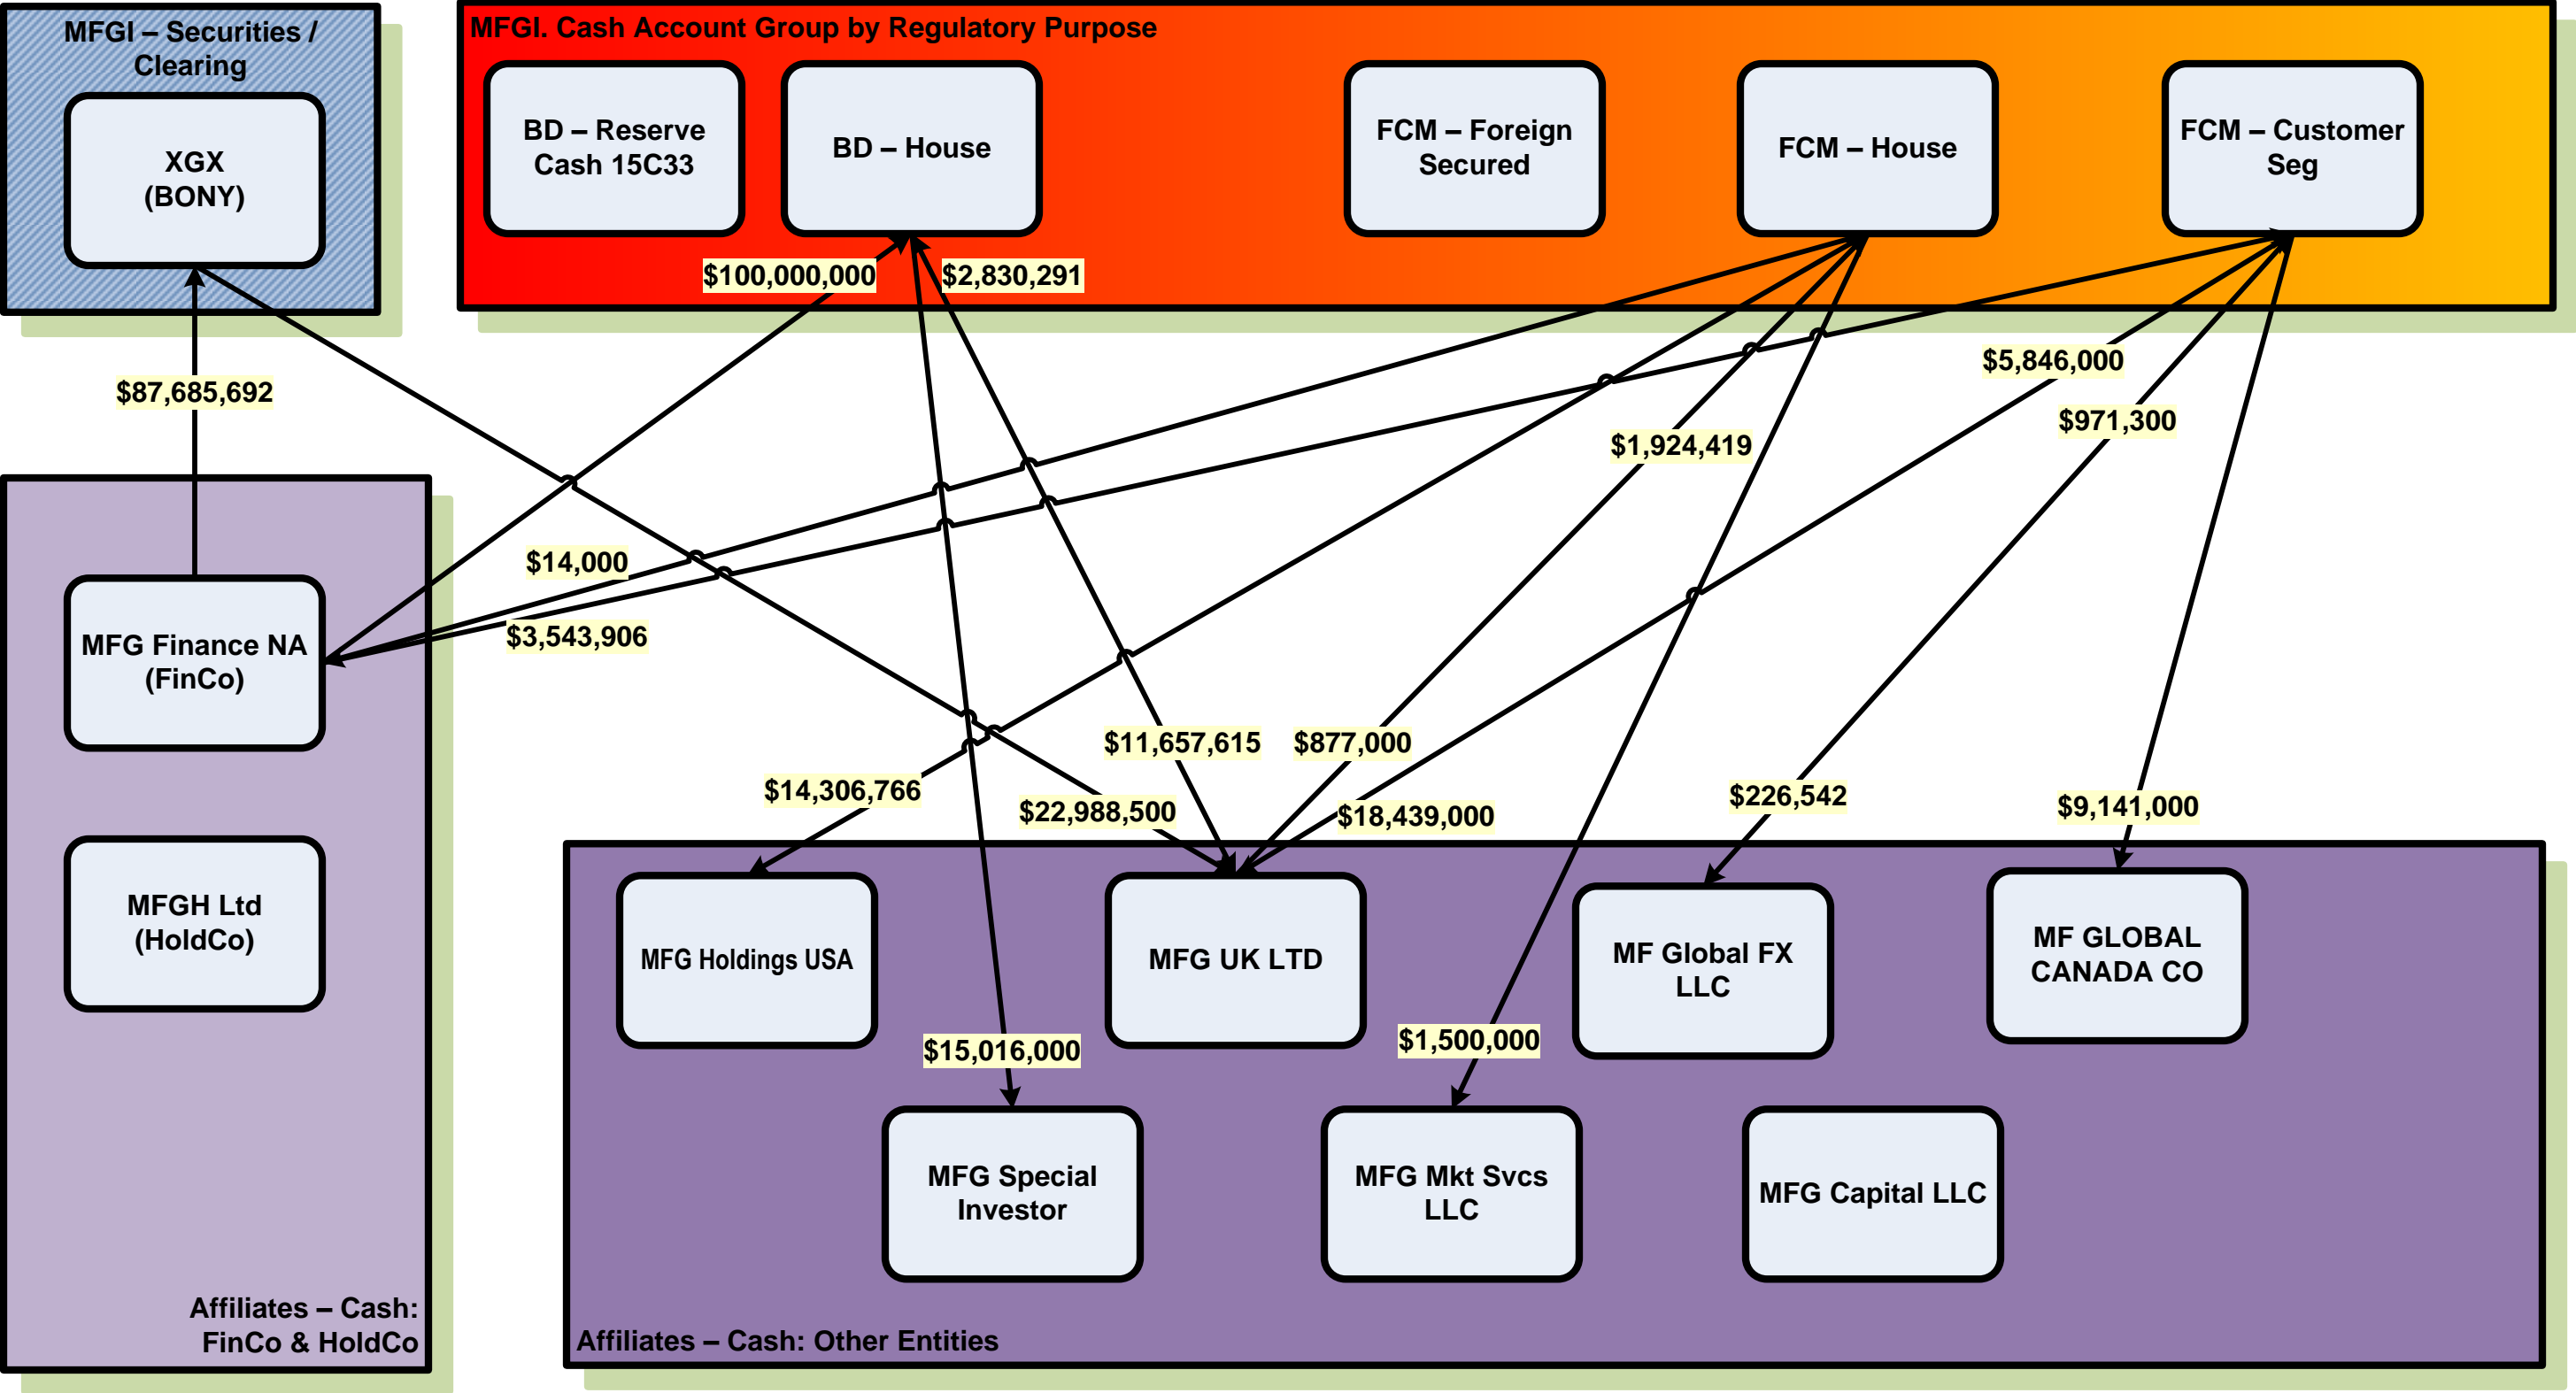 MFGI – Securities /
Clearing
XGX
(BONY)
MFGI. Cash Account Group by Regulatory Purpose
BD – Reserve
Cash 15C33
BD – House
FCM – Foreign
Secured
FCM – House
FCM – Customer
Seg
$100,000,000
$2,830,291
$87,685,692
$5,846,000
$971,300
$1,924,419
$14,000
$3,543,906
MFG Finance NA
(FinCo)
MFGH Ltd
(HoldCo)
Affiliates – Cash:
FinCo & HoldCo
$11,657,615
$877,000
$14,306,766
$22,988,500
$18,439,000
$226,542
$9,141,000
MFG Holdings USA
MFG UK LTD
MF Global FX
LLC
MF GLOBAL
CANADA CO
$15,016,000
$1,500,000
MFG Special
Investor
MFG Mkt Svcs
LLC
MFG Capital LLC
Affiliates – Cash: Other Entities